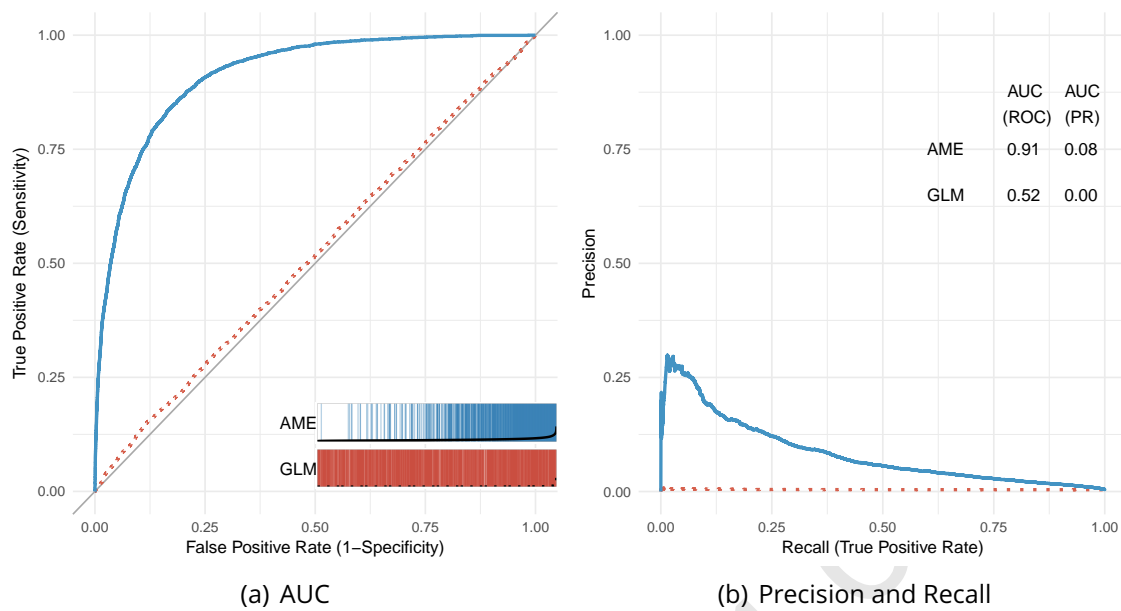 1.00
0.75
0.50
0.25
0.00
True Positive Rate (Sensitivity)
AME
GLM
0.00 0.25 0.50 0.75 1.00
False Positive Rate (1−Specificity)
(a) AUC
1.00
0.75
0.50
0.25
0.00
Precision
AUC AUC
(ROC) (PR)
AME 0.91 0.08
GLM 0.52 0.00
0.00 0.25 0.50 0.75 1.00
Recall (True Positive Rate)
(b) Precision and Recall